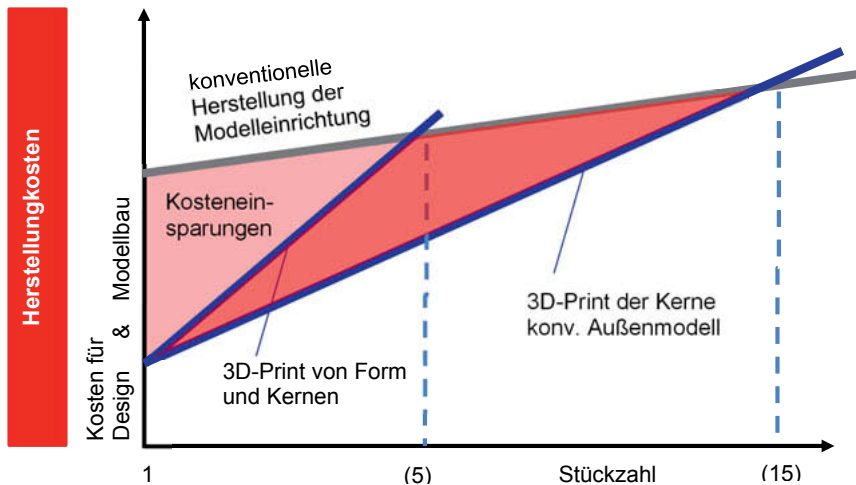 Herstellungkosten
Kosten für
Design & Modellbau
konventionelle
Herstellung der
Modelleinrichtung
Kostenein-
sparungen
3D-Print von Form
und Kernen
3D-Print der Kerne
konv. Außenmodell
1 (5) Stückzahl (15)